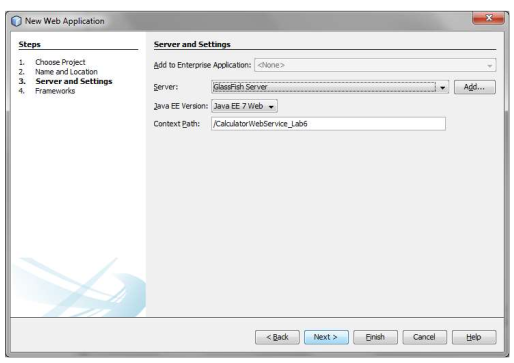 New Web Application
Steps
1. Choose Project
2. Name and Location
3. Server and Settings
4. Frameworks
Server and Settings
Add to Enterprise Application: <None>
Server: GlassFish Server Add...
Java EE Version: Java EE 7 Web
Context Path: /CalculatorWebService_Lab6
< Back Next > Finish Cancel Help